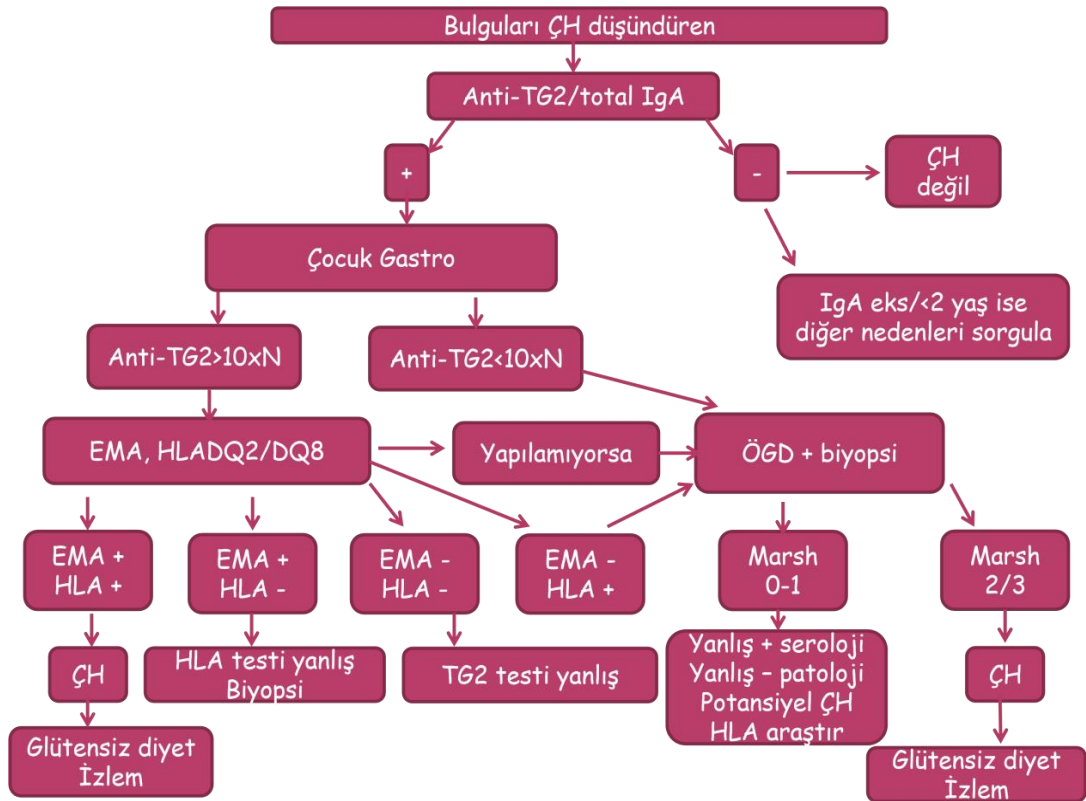 Bulguları ÇH düşündüren
Anti-TG2/total IgA
+
-
ÇH
değil
Çocuk Gastro
IgA eks/<2 yaş ise
diğer nedenleri sorgula
Anti-TG2>10xN
Anti-TG2<10xN
EMA, HLADQ2/DQ8
Yapılamıyorsa
ÖGD + biyopsi
EMA +
HLA +
EMA +
HLA -
EMA -
HLA -
EMA -
HLA +
Marsh
0-1
Marsh
2/3
ÇH
HLA testi yanlış
Biyopsi
TG2 testi yanlış
Yanlış + seroloji
Yanlış - patoloji
Potansiyel ÇH
HLA araştır
ÇH
Glütensiz diyet
İzlem
Glütensiz diyet
İzlem